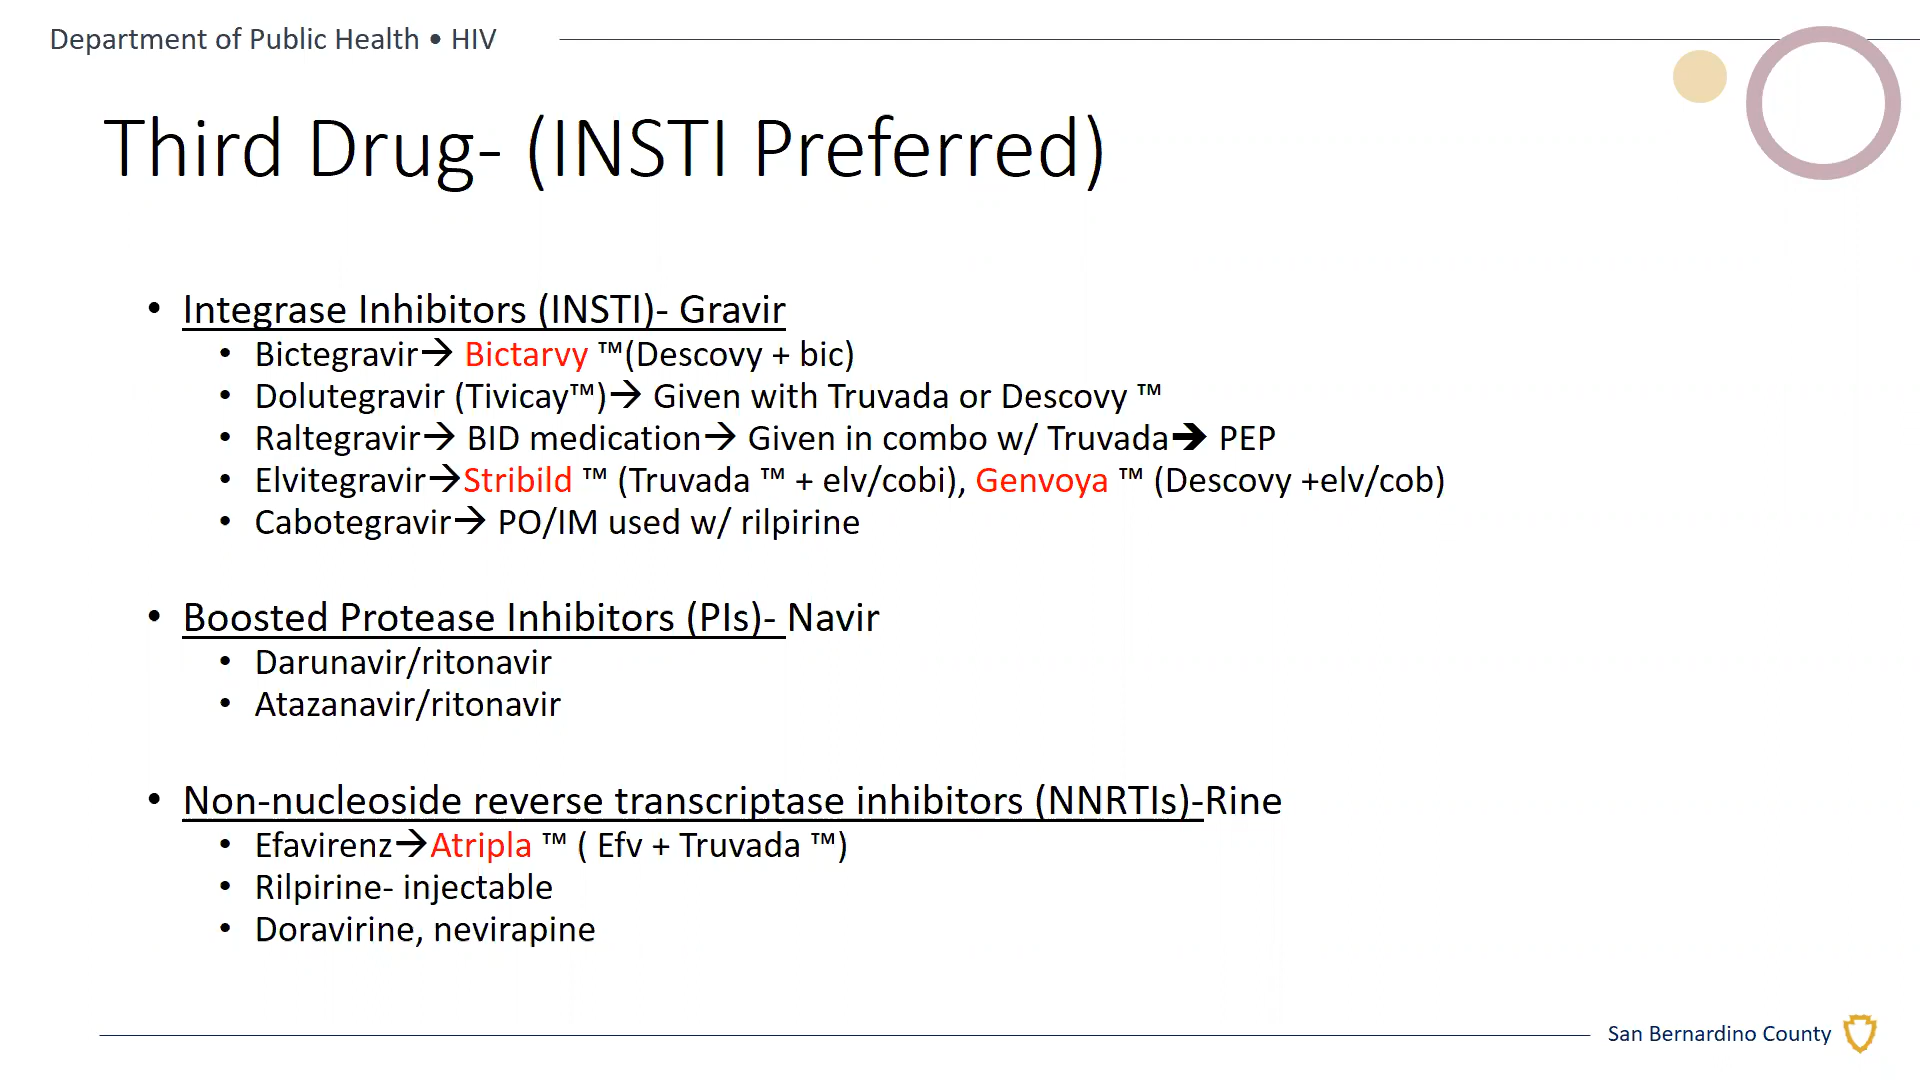 Department of Public Health • HIV
Third Drug- (INSTI Preferred)
• Integrase Inhibitors (INSTI)- Gravir
• Bictegravir→ Bictarvy ™(Descovy + bic)
• Dolutegravir (Tivicay™)→ Given with Truvada or Descovy ™
• Raltegravir→ BID medication→ Given in combo w/ Truvada→ PEP
• Elvitegravir→Stribild ™ (Truvada ™ + elv/cobi), Genvoya ™ (Descovy +elv/cob)
• Cabotegravir→ PO/IM used w/ rilpirine
• Boosted Protease Inhibitors (PIs)- Navir
• Darunavir/ritonavir
• Atazanavir/ritonavir
• Non-nucleoside reverse transcriptase inhibitors (NNRTIs)-Rine
• Efavirenz→Atripla ™ ( Efv + Truvada ™)
• Rilpirine- injectable
• Doravirine, nevirapine
San Bernardino County